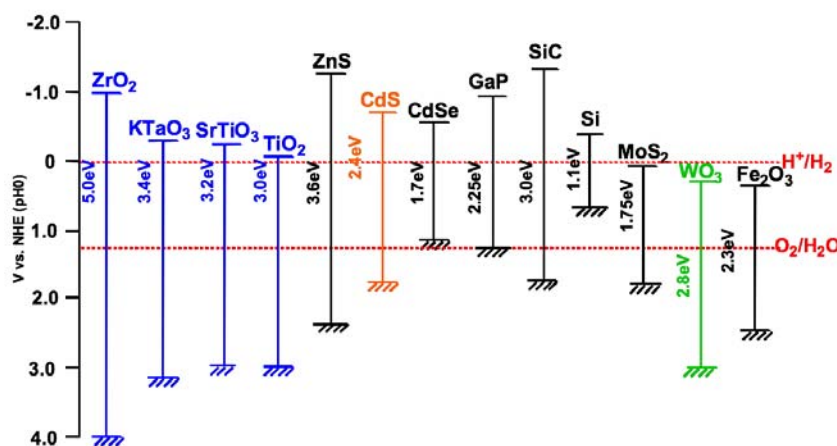 -2.0
-1.0
0
1.0
2.0
3.0
4.0
V vs. NHE (pH0)
ZrO₂
5.0eV
KTaO₃
3.4eV
SrTiO₃
3.2eV
TiO₂
3.0eV
ZnS
3.6eV
CdS
2.4eV
CdSe
1.7eV
GaP
2.25eV
SiC
3.0eV
Si
1.1eV
MoS₂
1.75eV
WO₃
2.8eV
Fe₂O₃
2.3eV
H⁺/H₂
O₂/H₂O